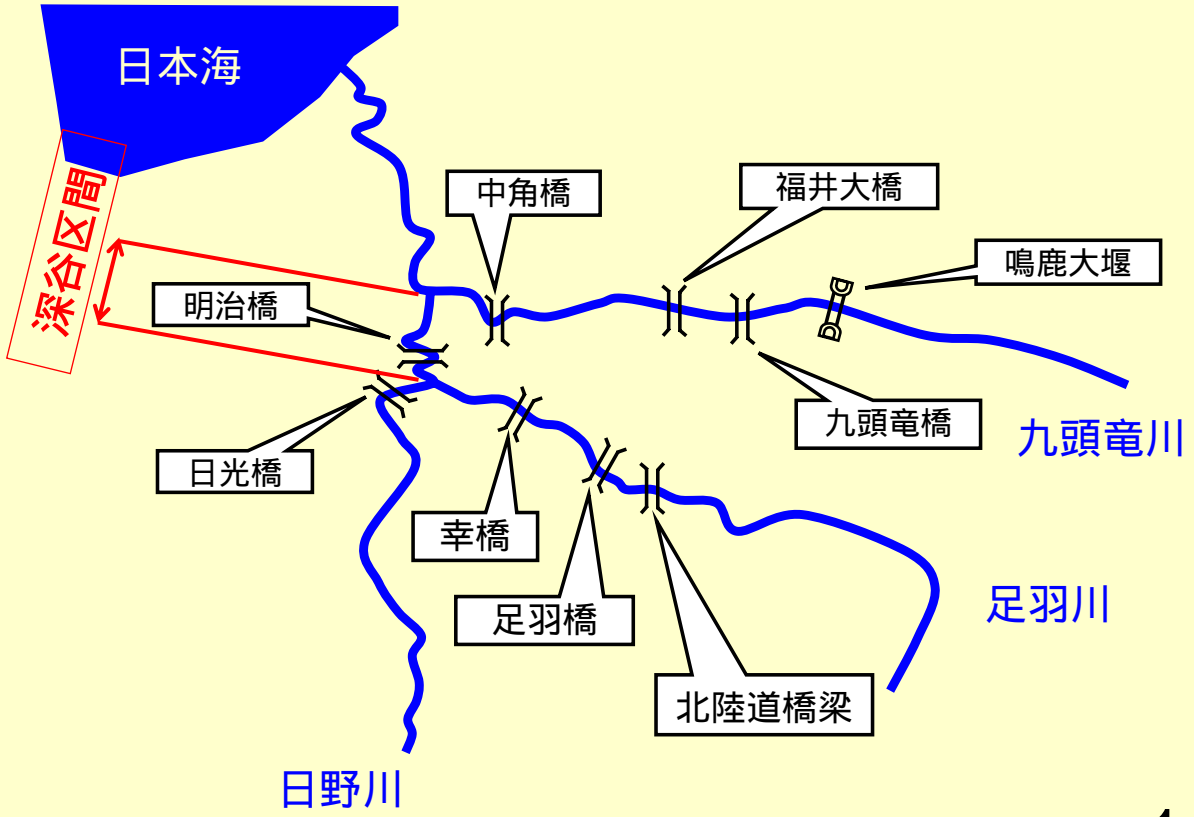 日本海
深谷区間
中角橋
福井大橋
鳴鹿大堰
明治橋
九頭竜橋
九頭竜川
日光橋
幸橋
足羽橋
足羽川
北陸道橋梁
日野川